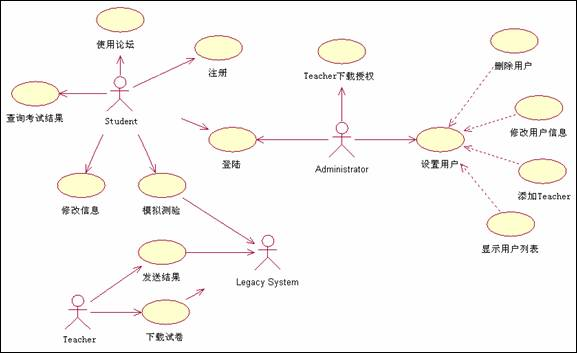 使用论坛
注册
删除用户
Teacher下载授权
查询考试结果
Student
修改用户信息
登陆
Administrator
设置用户
添加Teacher
修改信息
模拟测验
显示用户列表
发送结果
Legacy System
Teacher
下载试卷